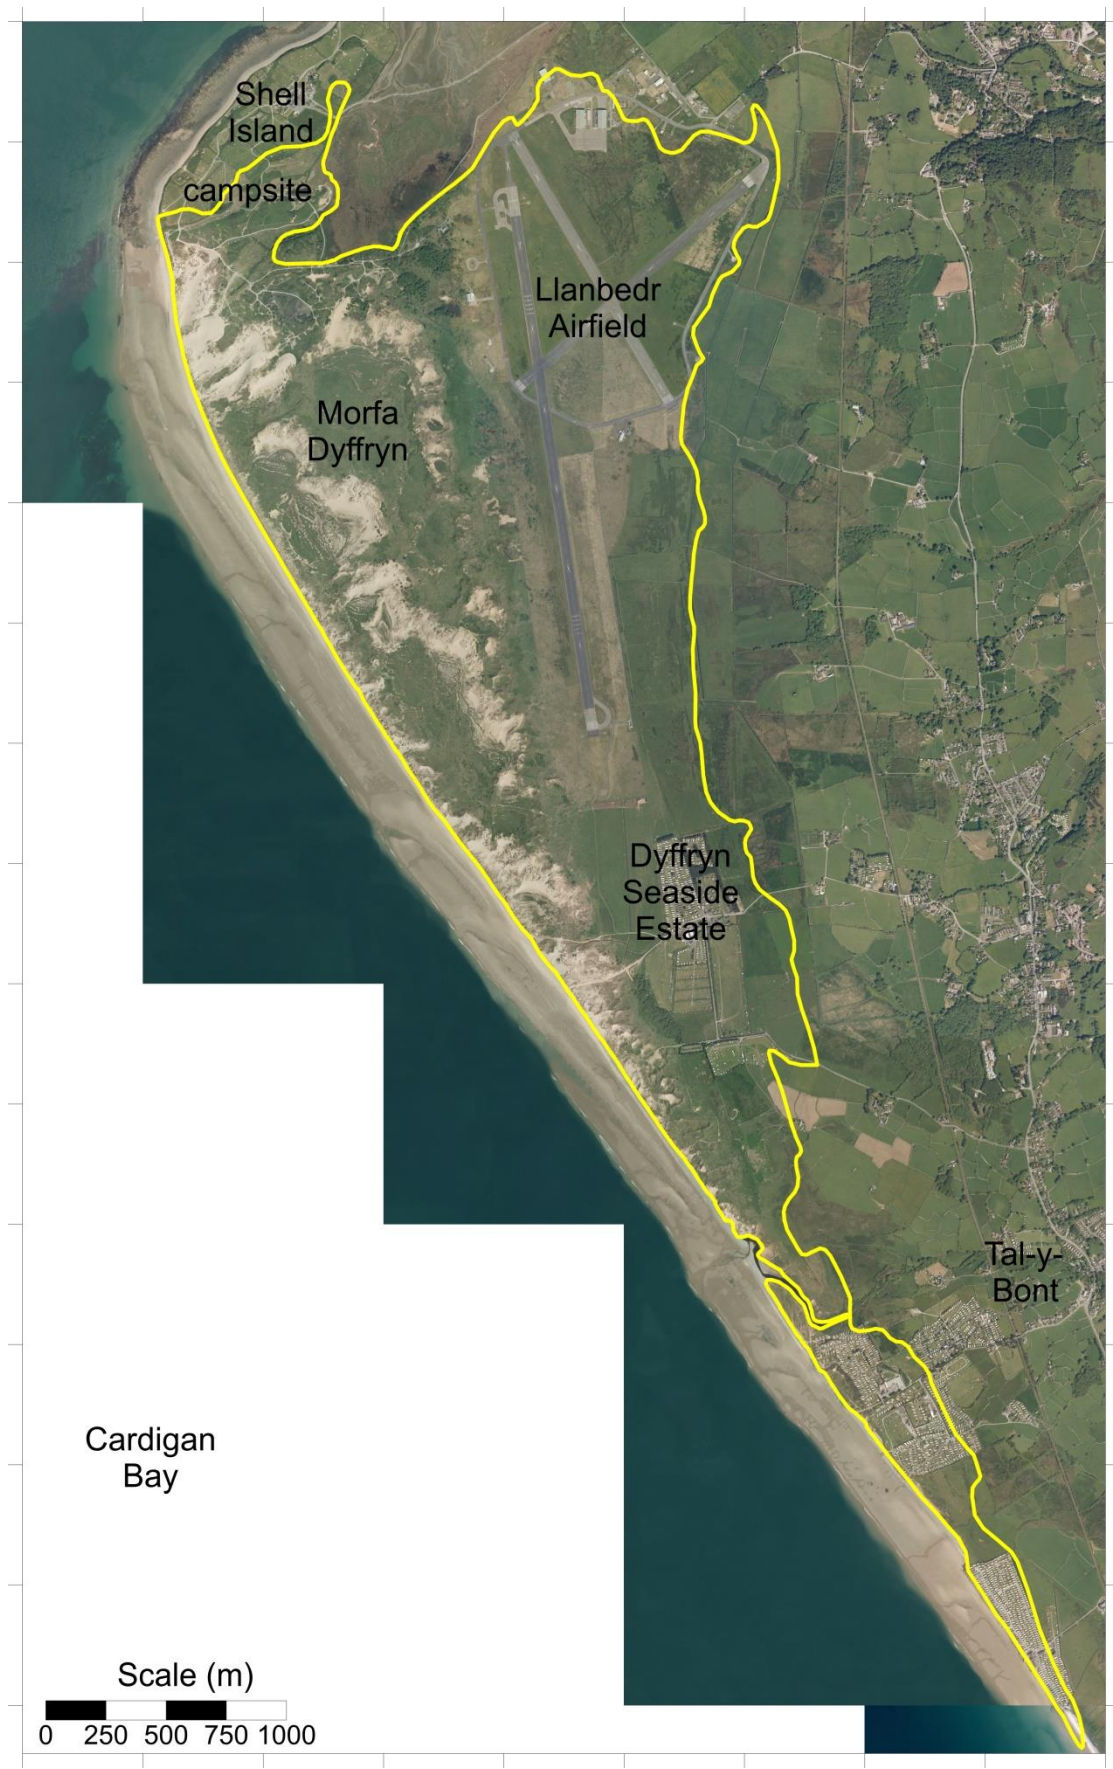 Shell
Island
campsite
Llanbedr
Airfield
Morfa
Dyffryn
Dyffryn
Seaside
Estate
Tal-y-
Bont
Cardigan
Bay
Scale (m)
0 250 500 750 1000